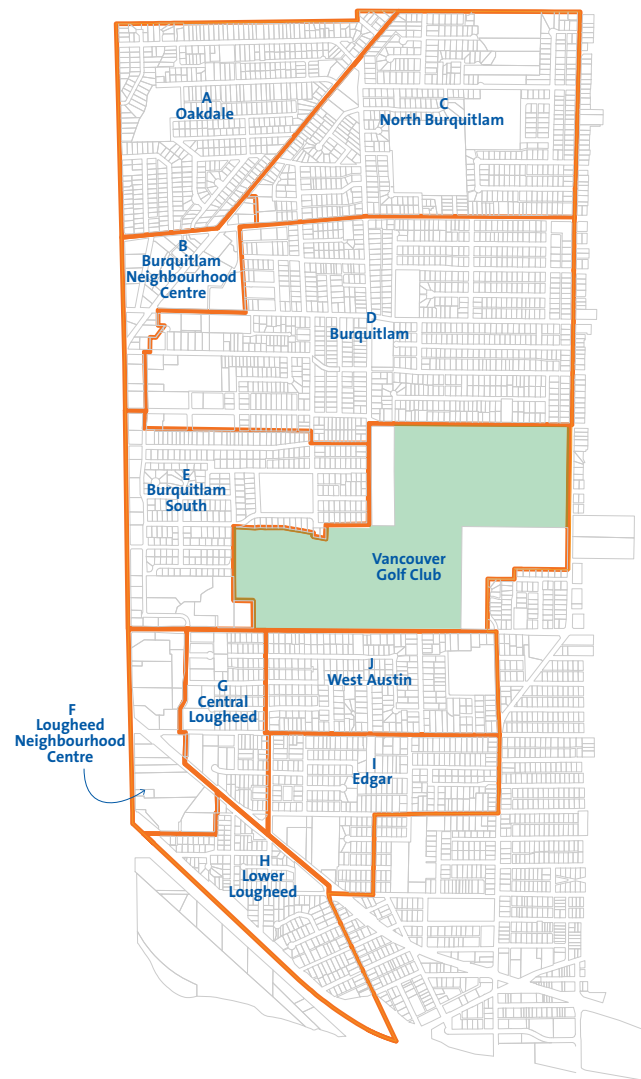 A
Oakdale
C
North Burquitlam
B
Burquitlam
Neighbourhood
Centre
D
Burquitlam
E
Burquitlam
South
Vancouver
Golf Club
J
West Austin
G
Central
Lougheed
F
Lougheed
Neighbourhood
Centre
I
Edgar
H
Lower
Lougheed